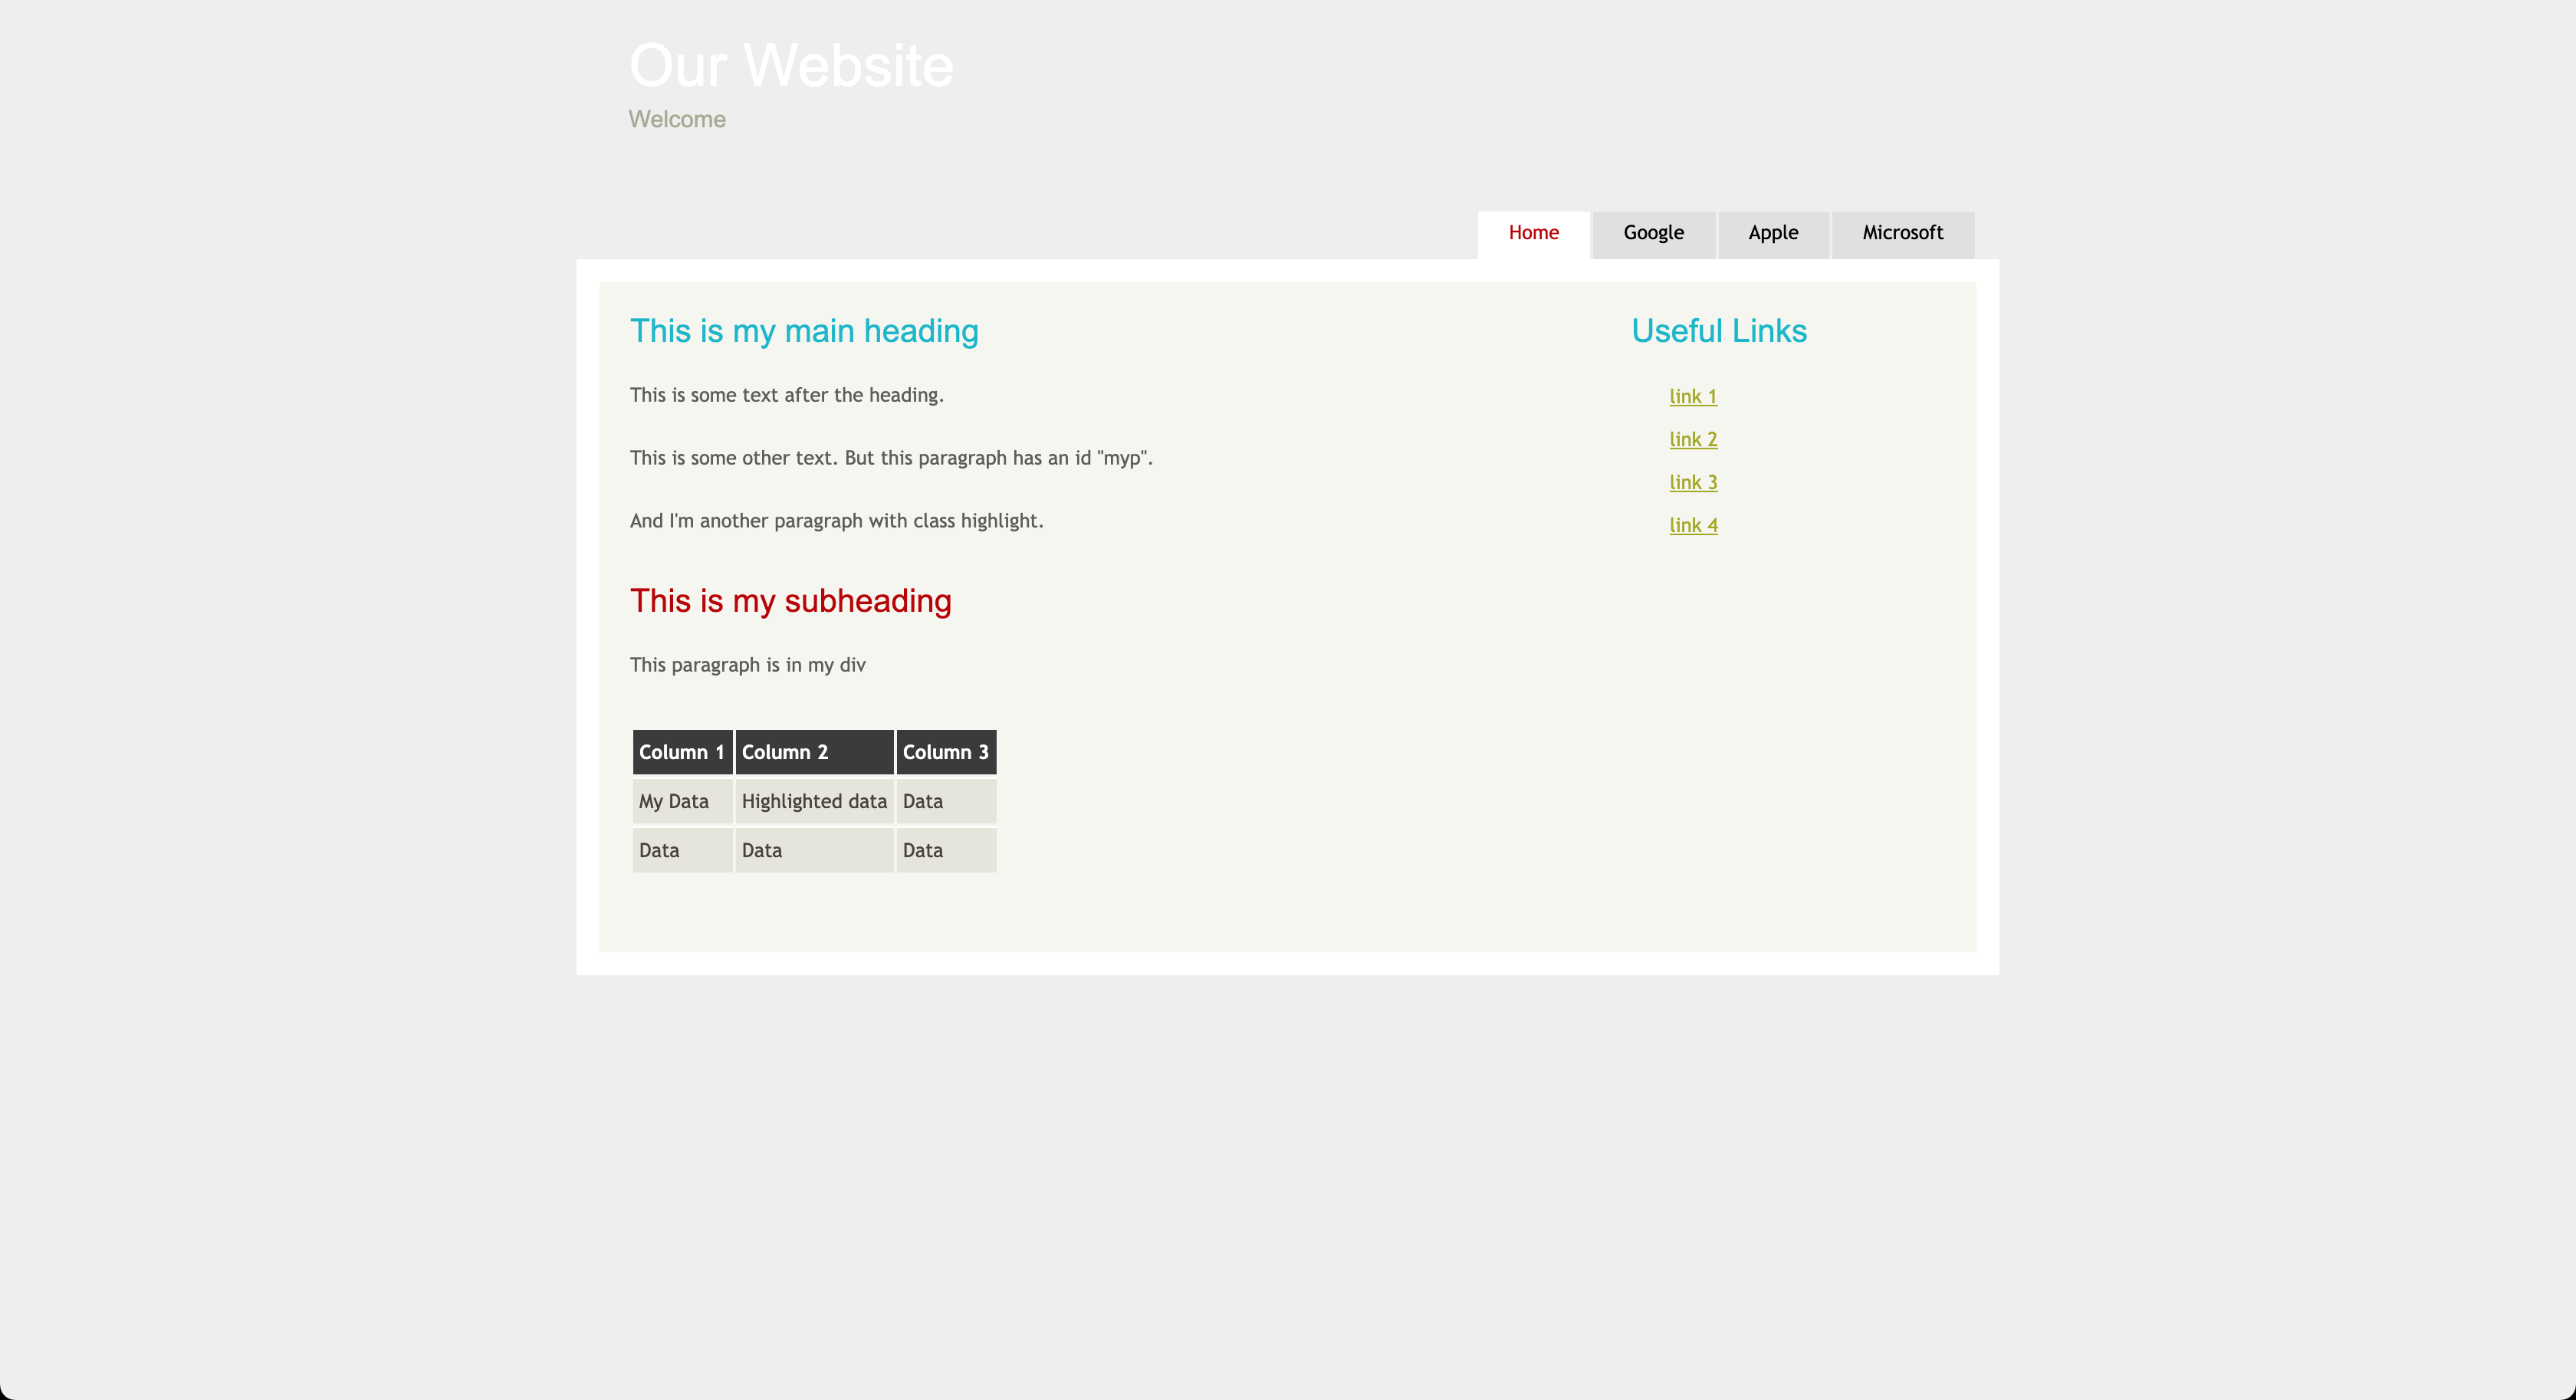 Our Website
Welcome
Home Google Apple Microsoft
This is my main heading
This is some text after the heading.
This is some other text. But this paragraph has an id "myp".
And I'm another paragraph with class highlight.
This is my subheading
This paragraph is in my div
Column 1 Column 2 Column 3
My Data Highlighted data Data
Data Data Data
Useful Links
link 1
link 2
link 3
link 4